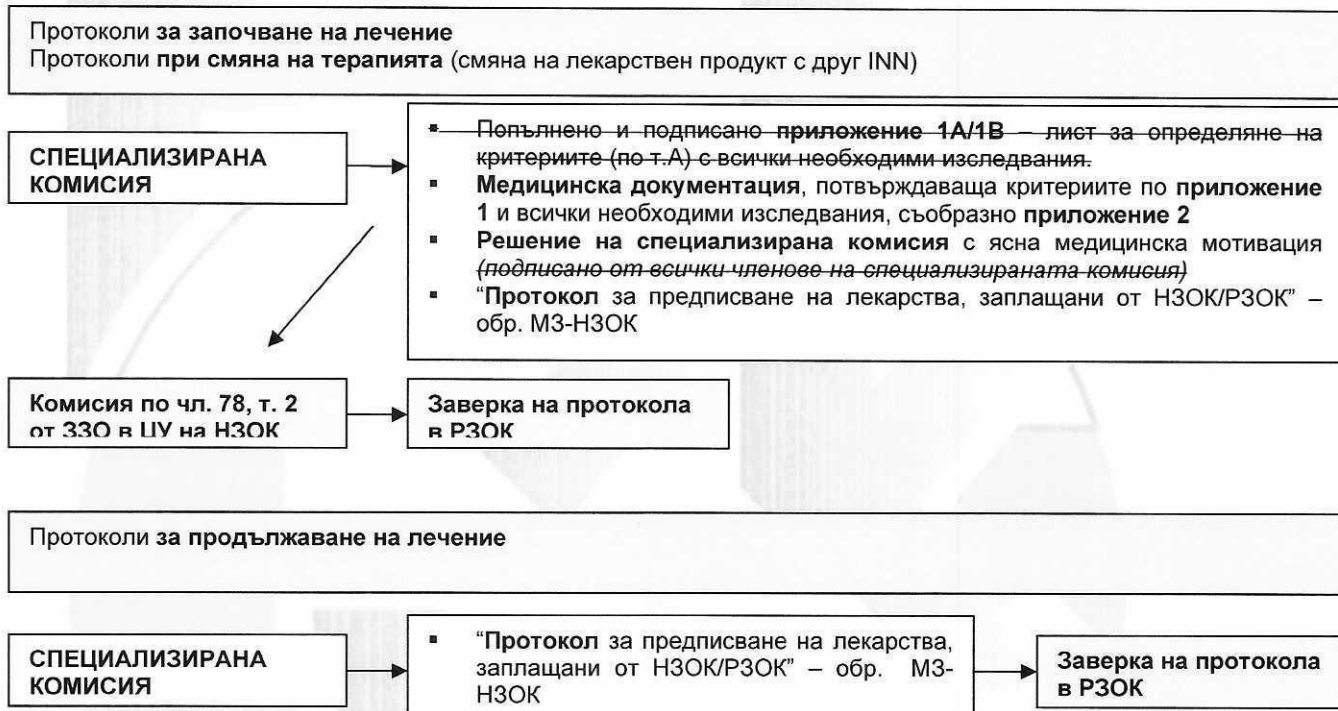 Протоколи за започване на лечение
Протоколи при смяна на терапията (смяна на лекарствен продукт с друг INN)
СПЕЦИАЛИЗИРАНА
КОМИСИЯ
▪ Попълнено и подписано приложение 1А/1В – лист за определяне на
критериите (по т.А) с всички необходими изследвания.
▪ Медицинска документация, потвърждаваща критериите по приложение
1 и всички необходими изследвания, съобразно приложение 2
▪ Решение на специализирана комисия с ясна медицинска мотивация
(подписано от всички членове на специализираната комисия)
▪ “Протокол за предписване на лекарства, заплащани от НЗОК/РЗОК” –
обр. МЗ-НЗОК
Комисия по чл. 78, т. 2
от ЗЗО в ЦУ на НЗОК
Заверка на протокола
в РЗОК
Протоколи за продължаване на лечение
СПЕЦИАЛИЗИРАНА
КОМИСИЯ
▪ “Протокол за предписване на лекарства,
заплащани от НЗОК/РЗОК” – обр. МЗ-
НЗОК
Заверка на протокола
в РЗОК